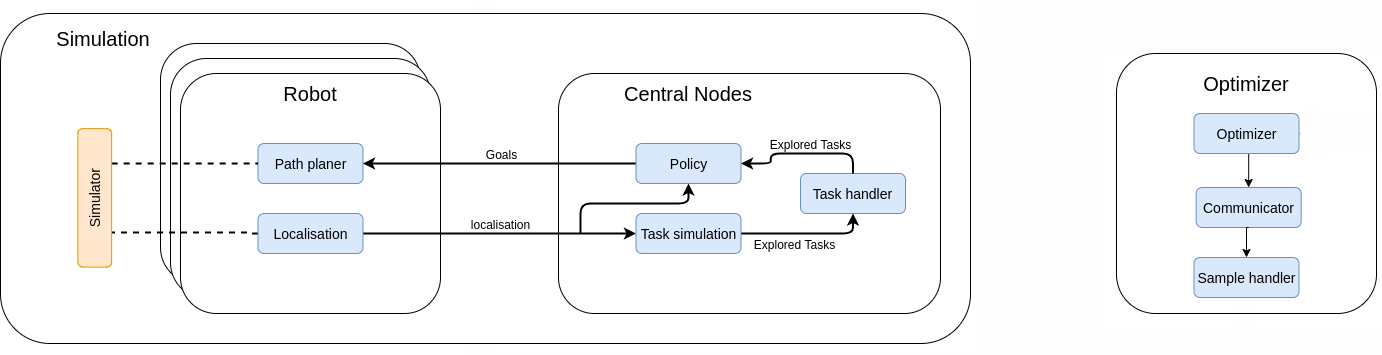 Simulation
Robot
Central Nodes
Optimizer
Simulator
Path planer
Goals
Policy
Explored Tasks
Task handler
Localisation
localisation
Task simulation
Explored Tasks
Optimizer
Communicator
Sample handler